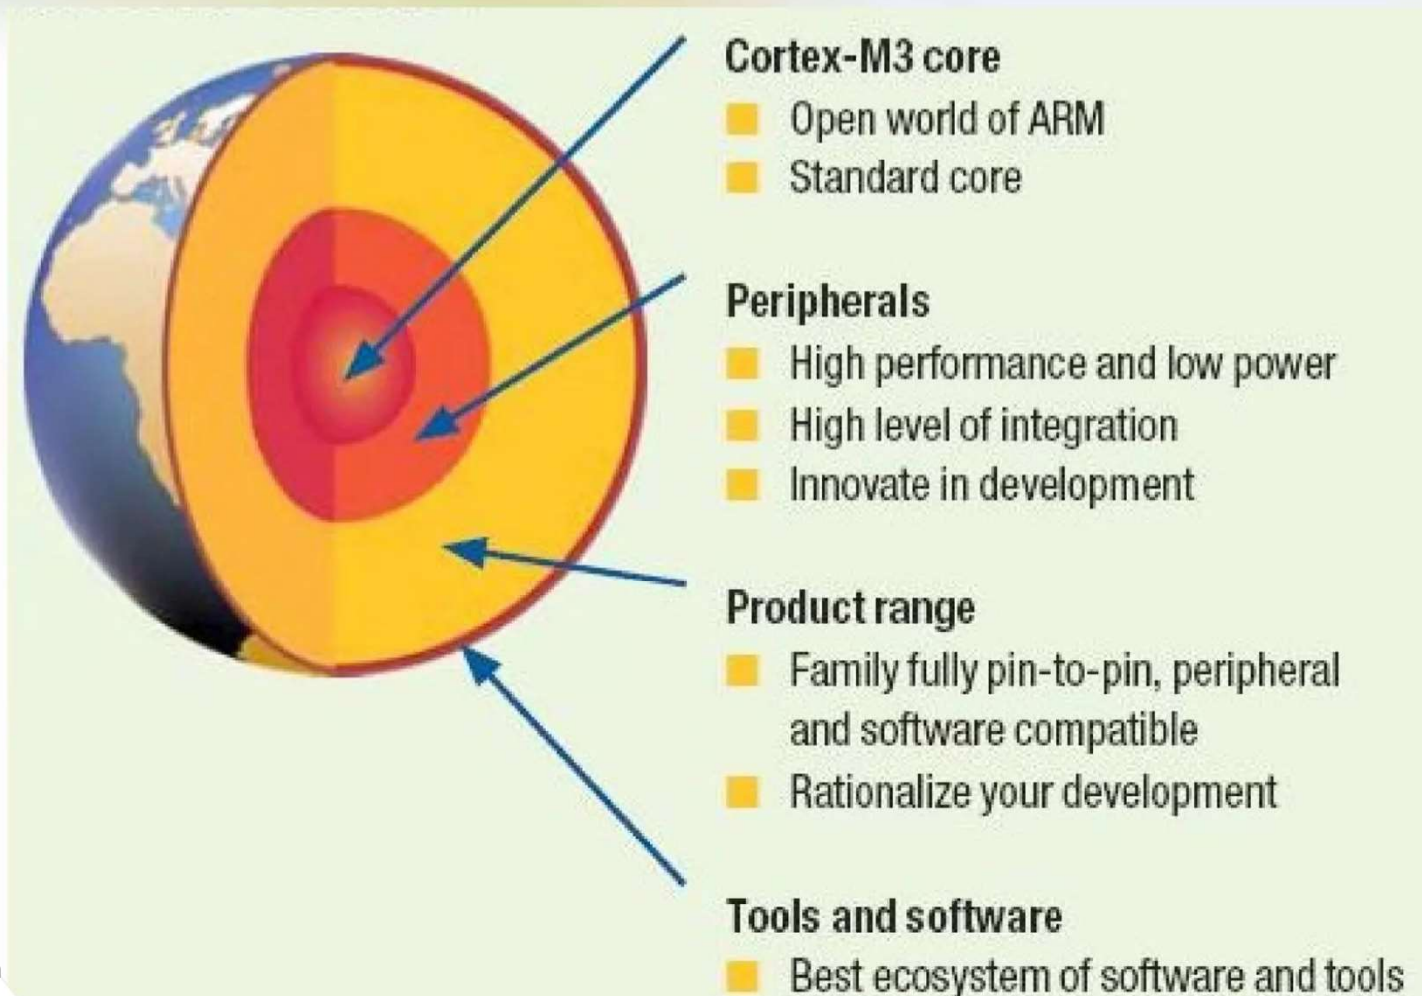 Cortex-M3 core
Open world of ARM
Standard core
Peripherals
High performance and low power
High level of integration
Innovate in development
Product range
Family fully pin-to-pin, peripheral
and software compatible
Rationalize your development
Tools and software
Best ecosystem of software and tools